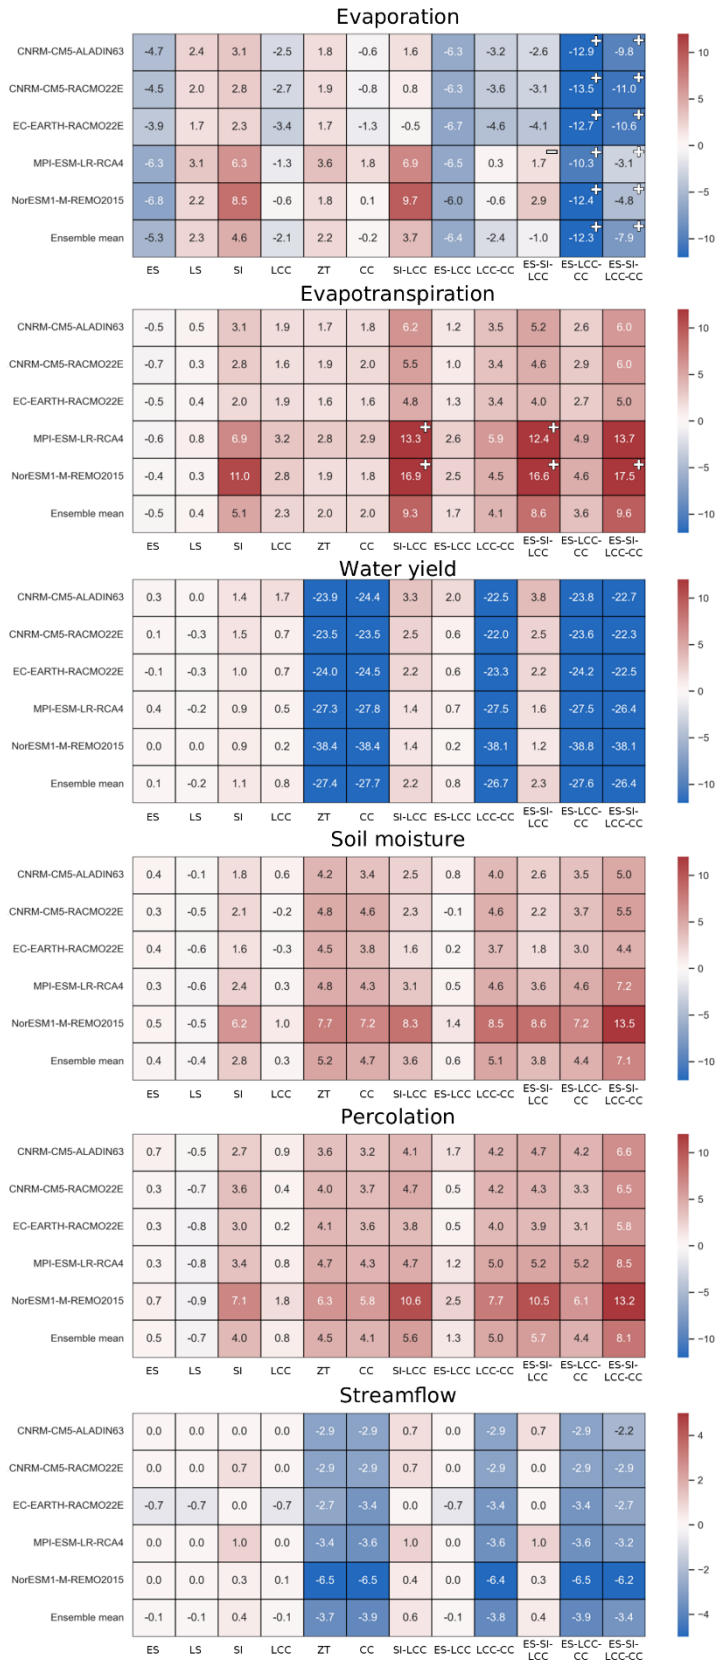 Evaporation
CNRM-CM5-ALADIN63 -4.7 2.4 3.1 -2.5 1.8 -0.6 1.6 -6.3 -3.2 -2.6 -12.9+ -9.8+ 10
CNRM-CM5-RACMO22E -4.5 2.0 2.8 -2.7 1.9 -0.8 0.8 -6.3 -3.6 -3.1 -13.5+ -11.0+ 5
EC-EARTH-RACMO22E -3.9 1.7 2.3 -3.4 1.7 -1.3 -0.5 -6.7 -4.6 -4.1 -12.7+ -10.6+ 0
MPI-ESM-LR-RCA4 -6.3 3.1 6.3 -1.3 3.6 1.8 6.9 -6.5 0.3 1.7− -10.3+ -3.1+ −5
NorESM1-M-REMO2015 -6.8 2.2 8.5 -0.6 1.8 0.1 9.7 -6.0 -0.6 2.9 -12.4+ -4.8+
Ensemble mean -5.3 2.3 4.6 -2.1 2.2 -0.2 3.7 -6.4 -2.4 -1.0 -12.3+ -7.9+ −10
ES LS SI LCC ZT CC SI-LCC ES-LCC LCC-CC ES-SI- ES-LCC- ES-SI-
LCC CC LCC-CC
Evapotranspiration
CNRM-CM5-ALADIN63 -0.5 0.5 3.1 1.9 1.7 1.8 6.2 1.2 3.5 5.2 2.6 6.0 10
CNRM-CM5-RACMO22E -0.7 0.3 2.8 1.6 1.9 2.0 5.5 1.0 3.4 4.6 2.9 6.0 5
EC-EARTH-RACMO22E -0.5 0.4 2.0 1.9 1.6 1.6 4.8 1.3 3.4 4.0 2.7 5.0 0
MPI-ESM-LR-RCA4 -0.6 0.8 6.9 3.2 2.8 2.9 13.3+ 2.6 5.9 12.4+ 4.9 13.7 −5
NorESM1-M-REMO2015 -0.4 0.3 11.0 2.8 1.9 1.8 16.9+ 2.5 4.5 16.6+ 4.6 17.5+
Ensemble mean -0.5 0.4 5.1 2.3 2.0 2.0 9.3 1.7 4.1 8.6 3.6 9.6 −10
ES LS SI LCC ZT CC SI-LCC ES-LCC LCC-CC ES-SI- ES-LCC- ES-SI-
LCC CC LCC-CC
Water yield
CNRM-CM5-ALADIN63 0.3 0.0 1.4 1.7 -23.9 -24.4 3.3 2.0 -22.5 3.8 -23.8 -22.7 10
CNRM-CM5-RACMO22E 0.1 -0.3 1.5 0.7 -23.5 -23.5 2.5 0.6 -22.0 2.5 -23.6 -22.3 5
EC-EARTH-RACMO22E -0.1 -0.3 1.0 0.7 -24.0 -24.5 2.2 0.6 -23.3 2.2 -24.2 -22.5 0
MPI-ESM-LR-RCA4 0.4 -0.2 0.9 0.5 -27.3 -27.8 1.4 0.7 -27.5 1.6 -27.5 -26.4 −5
NorESM1-M-REMO2015 0.0 0.0 0.9 0.2 -38.4 -38.4 1.4 0.2 -38.1 1.2 -38.8 -38.1
Ensemble mean 0.1 -0.2 1.1 0.8 -27.4 -27.7 2.2 0.8 -26.7 2.3 -27.6 -26.4 −10
ES LS SI LCC ZT CC SI-LCC ES-LCC LCC-CC ES-SI- ES-LCC- ES-SI-
LCC CC LCC-CC
Soil moisture
CNRM-CM5-ALADIN63 0.4 -0.1 1.8 0.6 4.2 3.4 2.5 0.8 4.0 2.6 3.5 5.0 10
CNRM-CM5-RACMO22E 0.3 -0.5 2.1 -0.2 4.8 4.6 2.3 -0.1 4.6 2.2 3.7 5.5 5
EC-EARTH-RACMO22E 0.4 -0.6 1.6 -0.3 4.5 3.8 1.6 0.2 3.7 1.8 3.0 4.4 0
MPI-ESM-LR-RCA4 0.3 -0.6 2.4 0.3 4.8 4.3 3.1 0.5 4.6 3.6 4.6 7.2 −5
NorESM1-M-REMO2015 0.5 -0.5 6.2 1.0 7.7 7.2 8.3 1.4 8.5 8.6 7.2 13.5
Ensemble mean 0.4 -0.4 2.8 0.3 5.2 4.7 3.6 0.6 5.1 3.8 4.4 7.1 −10
ES LS SI LCC ZT CC SI-LCC ES-LCC LCC-CC ES-SI- ES-LCC- ES-SI-
LCC CC LCC-CC
Percolation
CNRM-CM5-ALADIN63 0.7 -0.5 2.7 0.9 3.6 3.2 4.1 1.7 4.2 4.7 4.2 6.6 10
CNRM-CM5-RACMO22E 0.3 -0.7 3.6 0.4 4.0 3.7 4.7 0.5 4.2 4.3 3.3 6.5 5
EC-EARTH-RACMO22E 0.3 -0.8 3.0 0.2 4.1 3.6 3.8 0.5 4.0 3.9 3.1 5.8 0
MPI-ESM-LR-RCA4 0.3 -0.8 3.4 0.8 4.7 4.3 4.7 1.2 5.0 5.2 5.2 8.5 −5
NorESM1-M-REMO2015 0.7 -0.9 7.1 1.8 6.3 5.8 10.6 2.5 7.7 10.5 6.1 13.2
Ensemble mean 0.5 -0.7 4.0 0.8 4.5 4.1 5.6 1.3 5.0 5.7 4.4 8.1 −10
ES LS SI LCC ZT CC SI-LCC ES-LCC LCC-CC ES-SI- ES-LCC- ES-SI-
LCC CC LCC-CC
Streamflow
CNRM-CM5-ALADIN63 0.0 0.0 0.0 0.0 -2.9 -2.9 0.7 0.0 -2.9 0.7 -2.9 -2.2 4
CNRM-CM5-RACMO22E 0.0 0.0 0.7 0.0 -2.9 -2.9 0.7 0.0 -2.9 0.0 -2.9 -2.9 2
EC-EARTH-RACMO22E -0.7 -0.7 0.0 -0.7 -2.7 -3.4 0.0 -0.7 -3.4 0.0 -3.4 -2.7 0
MPI-ESM-LR-RCA4 0.0 0.0 1.0 0.0 -3.4 -3.6 1.0 0.0 -3.6 1.0 -3.6 -3.2 −2
NorESM1-M-REMO2015 0.0 0.0 0.3 0.1 -6.5 -6.5 0.4 0.0 -6.4 0.3 -6.5 -6.2
Ensemble mean -0.1 -0.1 0.4 -0.1 -3.7 -3.9 0.6 -0.1 -3.8 0.4 -3.9 -3.4 −4
ES LS SI LCC ZT CC SI-LCC ES-LCC LCC-CC ES-SI- ES-LCC- ES-SI-
LCC CC LCC-CC